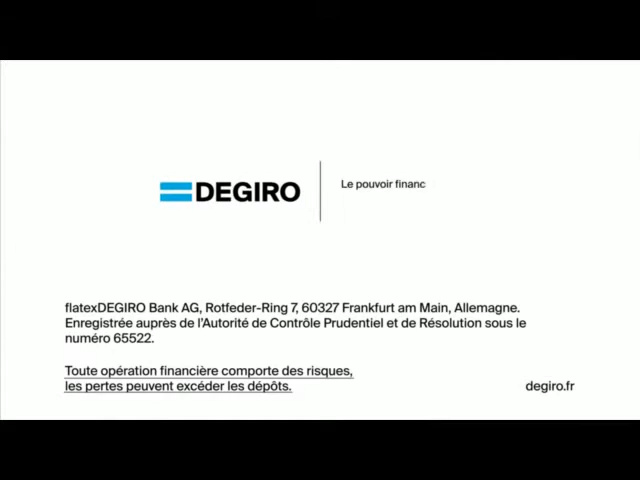 DEGIRO
Le pouvoir financ
flatexDEGIRO Bank AG, Rotfeder-Ring 7, 60327 Frankfurt am Main, Allemagne.
Enregistrée auprès de l'Autorité de Contrôle Prudentiel et de Résolution sous le
numéro 65522.
Toute opération financière comporte des risques,
les pertes peuvent excéder les dépôts.
degiro.fr